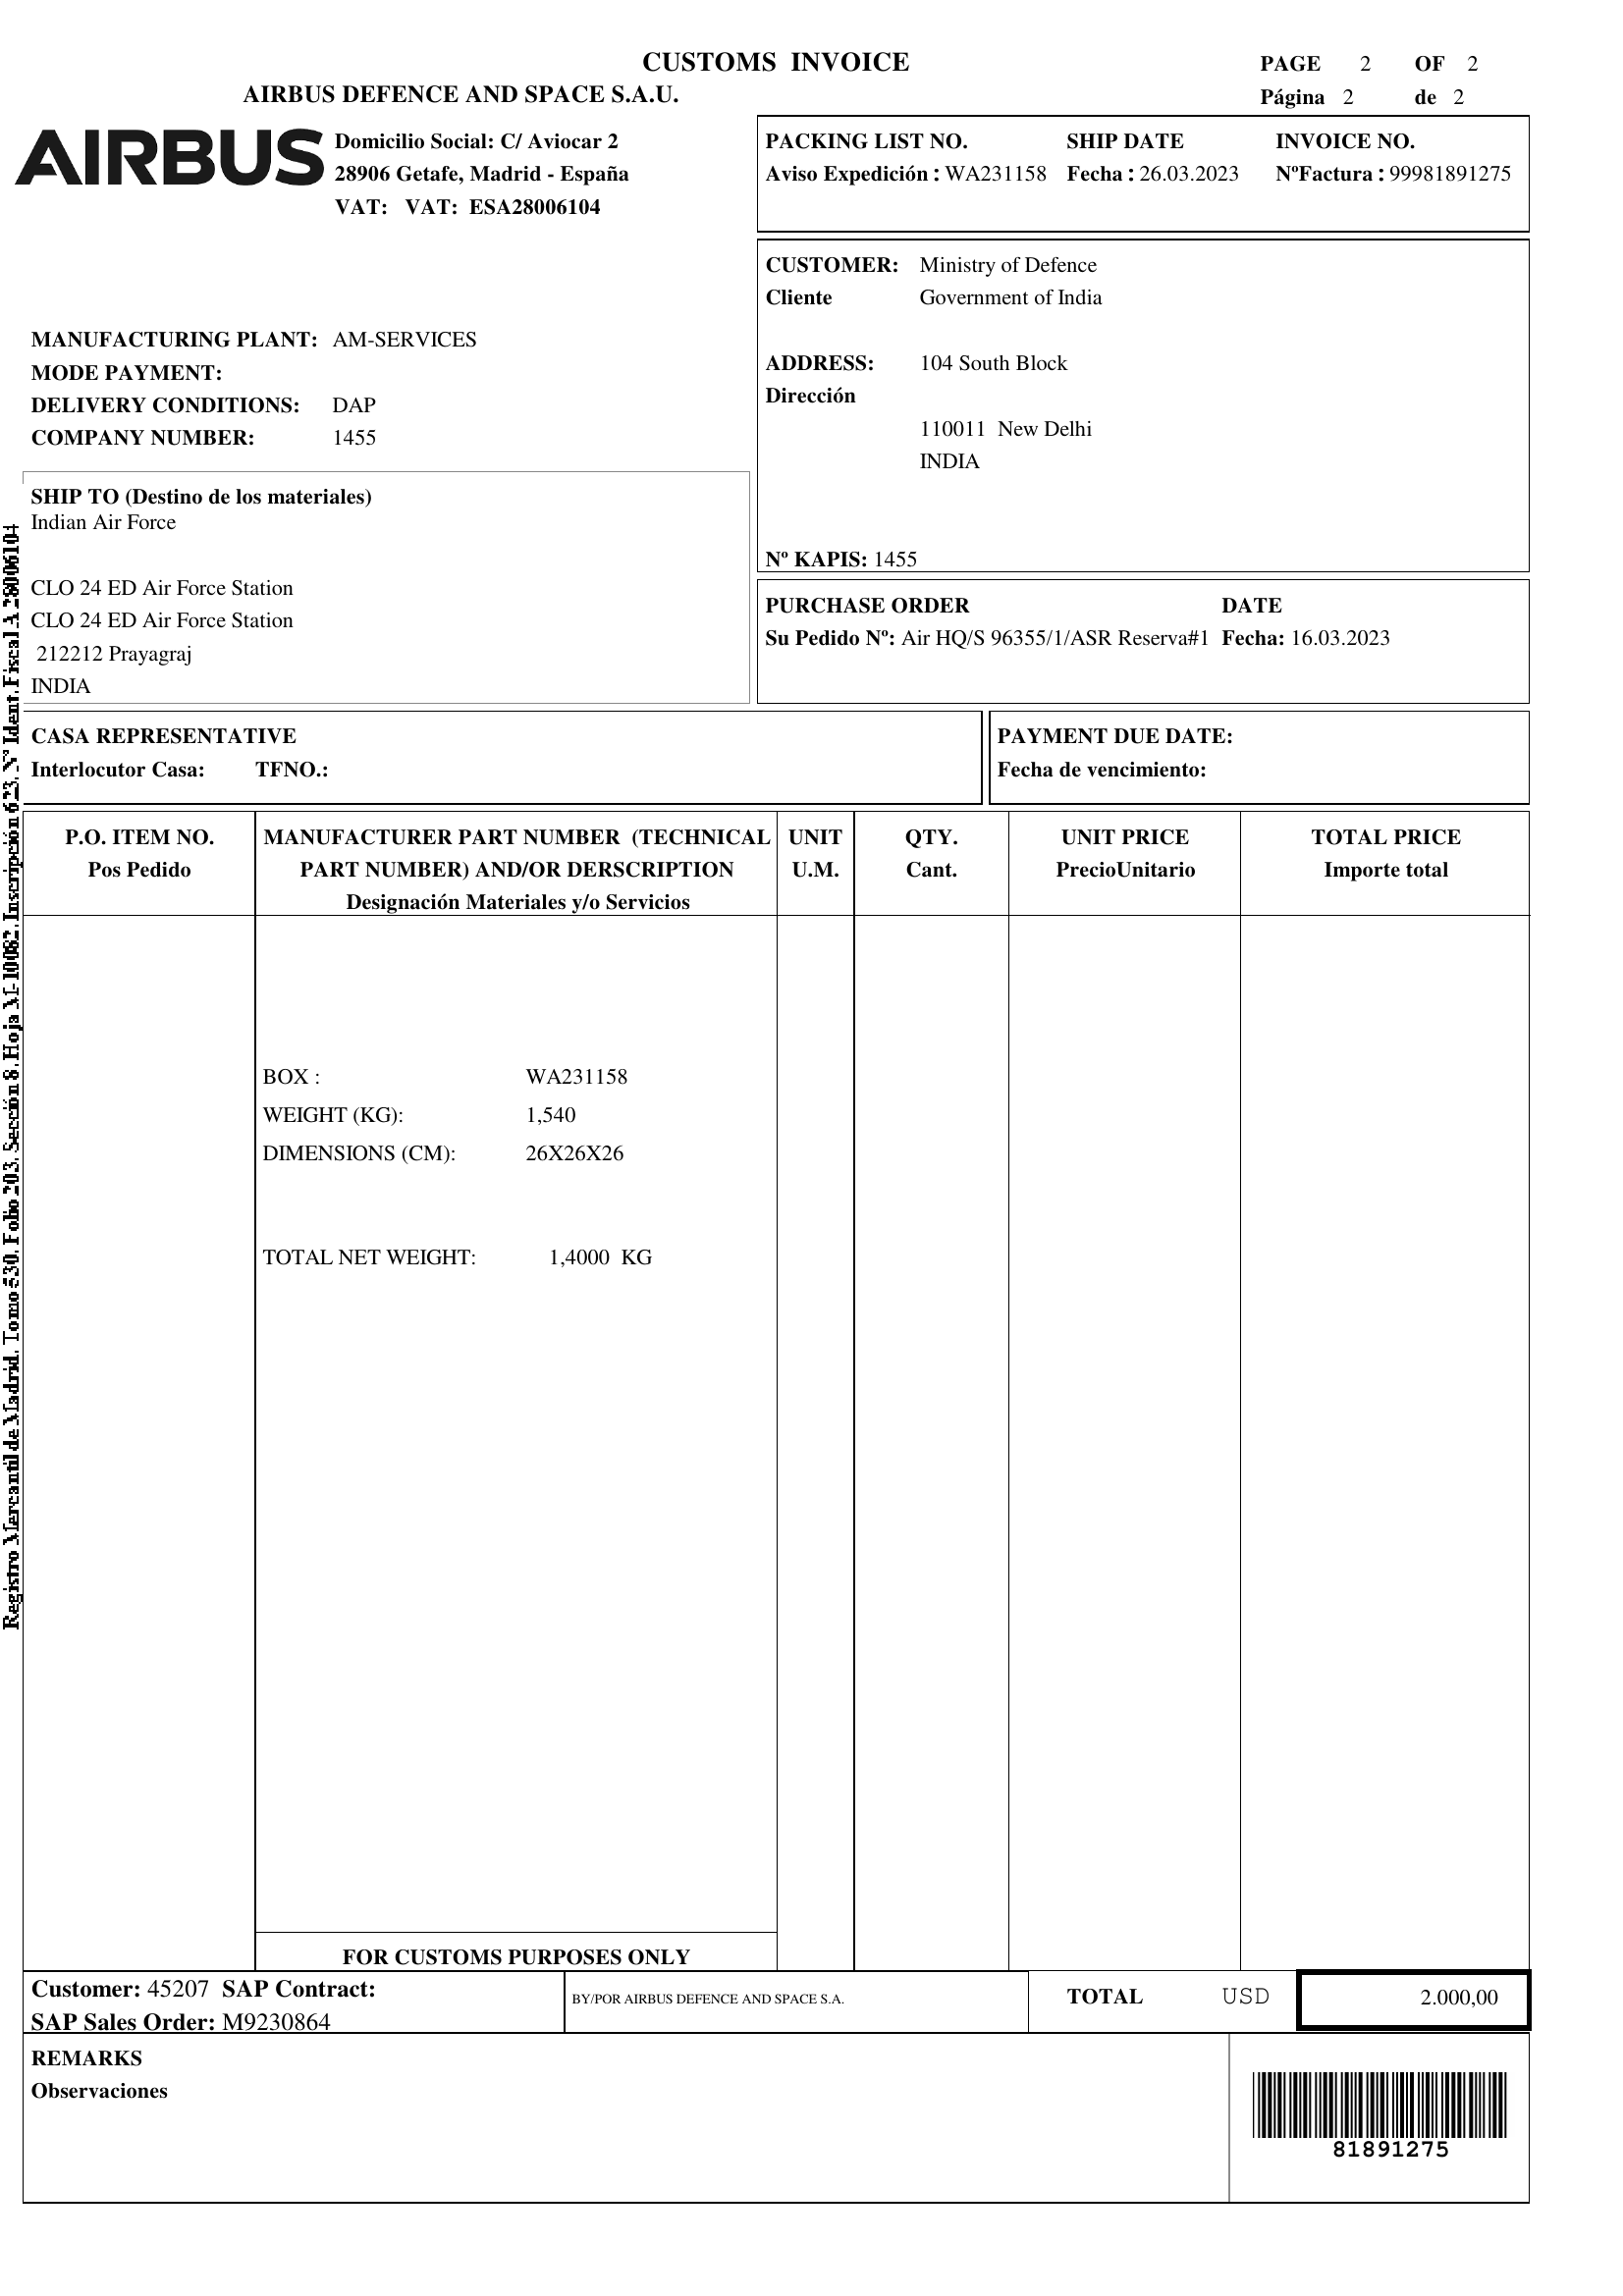 CUSTOMS INVOICE
PAGE 2 OF 2
AIRBUS DEFENCE AND SPACE S.A.U.
Página 2 de 2
AIRBUS
Domicilio Social: C/ Aviocar 2
28906 Getafe, Madrid - España
VAT: VAT: ESA28006104
PACKING LIST NO. SHIP DATE INVOICE NO.
Aviso Expedición : WA231158 Fecha : 26.03.2023 NºFactura : 99981891275
CUSTOMER: Ministry of Defence
Cliente Government of India
ADDRESS: 104 South Block
Dirección
110011 New Delhi
INDIA
Nº KAPIS: 1455
MANUFACTURING PLANT: AM-SERVICES
MODE PAYMENT:
DELIVERY CONDITIONS: DAP
COMPANY NUMBER: 1455
SHIP TO (Destino de los materiales)
Indian Air Force
CLO 24 ED Air Force Station
CLO 24 ED Air Force Station
212212 Prayagraj
INDIA
PURCHASE ORDER DATE
Su Pedido Nº: Air HQ/S 96355/1/ASR Reserva#1 Fecha: 16.03.2023
CASA REPRESENTATIVE
Interlocutor Casa: TFNO.:
PAYMENT DUE DATE:
Fecha de vencimiento:
P.O. ITEM NO.
Pos Pedido
MANUFACTURER PART NUMBER (TECHNICAL
PART NUMBER) AND/OR DERSCRIPTION
Designación Materiales y/o Servicios
UNIT
U.M.
QTY.
Cant.
UNIT PRICE
PrecioUnitario
TOTAL PRICE
Importe total
BOX : WA231158
WEIGHT (KG): 1,540
DIMENSIONS (CM): 26X26X26
TOTAL NET WEIGHT: 1,4000 KG
FOR CUSTOMS PURPOSES ONLY
Customer: 45207 SAP Contract:
SAP Sales Order: M9230864
BY/POR AIRBUS DEFENCE AND SPACE S.A.
TOTAL USD 2.000,00
REMARKS
Observaciones
81891275
Registro Mercantil de Madrid, Tomo 530, Folio 203, Sección 8, Hoja M-10082, Inscripción 623, Nº Ident. Fiscal A 28006104